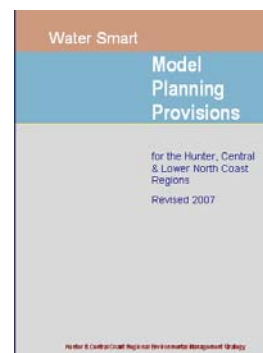 Water Smart
Model
Planning
Provisions
for the Hunter, Central
& Lower North Coast
Regions
Revised 2007
Hunter & Central Coast Regional Environmental Management Strategy